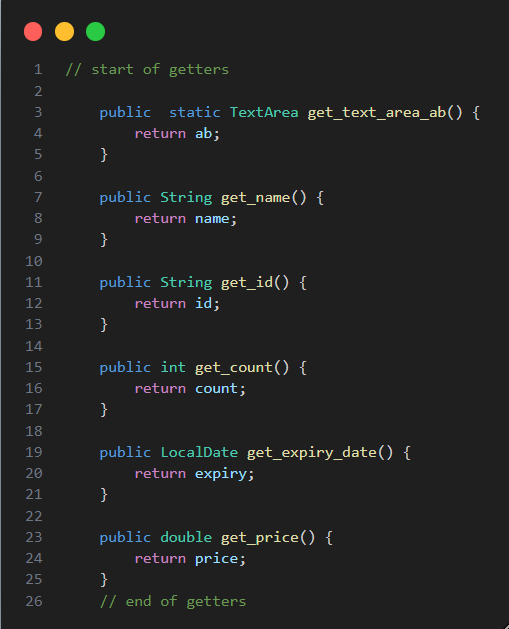 1 // start of getters
2
3 public  static TextArea get_text_area_ab() {
4 return ab;
5 }
6
7 public String get_name() {
8 return name;
9 }
10
11 public String get_id() {
12 return id;
13 }
14
15 public int get_count() {
16 return count;
17 }
18
19 public LocalDate get_expiry_date() {
20 return expiry;
21 }
22
23 public double get_price() {
24 return price;
25 }
26 // end of getters